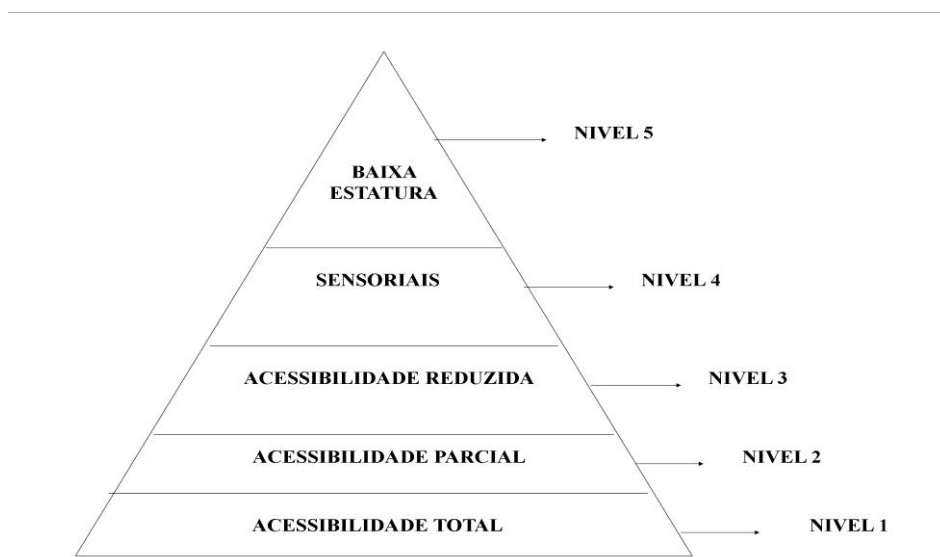 NIVEL 5
BAIXA
ESTATURA
SENSORIAIS
NIVEL 4
ACESSIBILIDADE REDUZIDA
NIVEL 3
ACESSIBILIDADE PARCIAL
NIVEL 2
ACESSIBILIDADE TOTAL
NIVEL 1